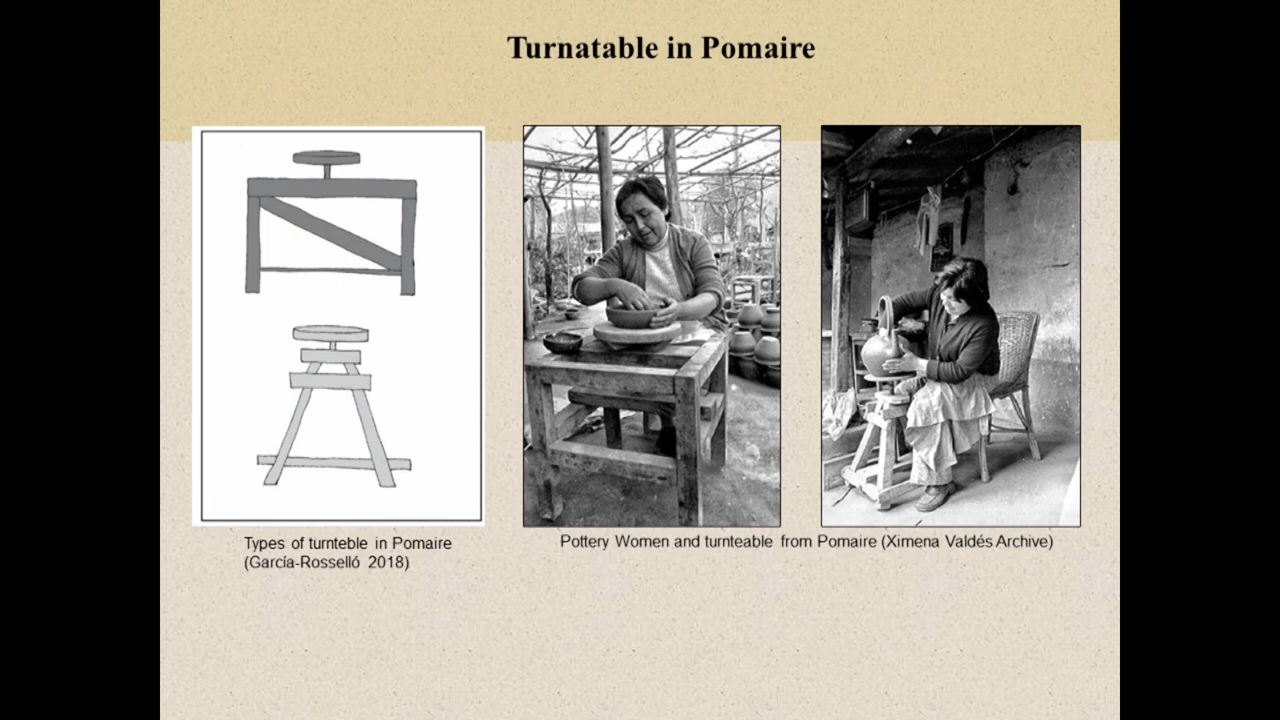 Turnatable in Pomaire
Types of turnteble in Pomaire
(García-Rosselló 2018)
Pottery Women and turnteable from Pomaire (Ximena Valdés Archive)